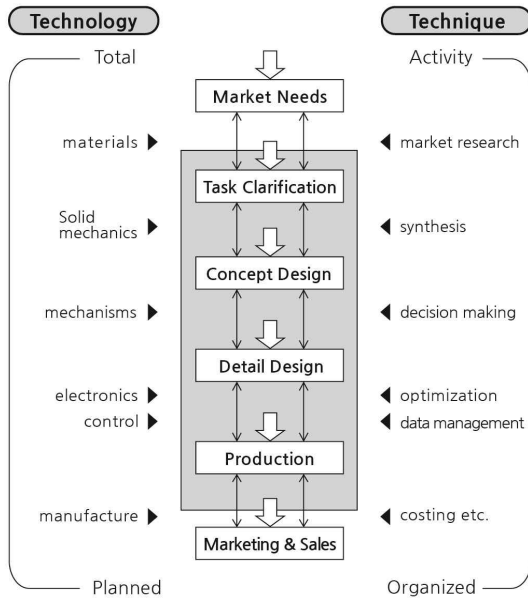 Technology
Technique
Total
Activity
Market Needs
materials
market research
Task Clarification
Solid
mechanics
synthesis
Concept Design
mechanisms
decision making
Detail Design
electronics
optimization
control
data management
Production
manufacture
costing etc.
Marketing & Sales
Planned
Organized